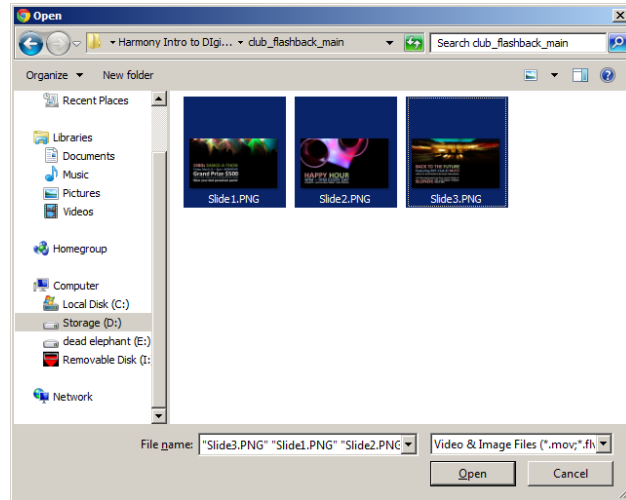 Open
Harmony Intro to DIgi... club_flashback_main
Search club_flashback_main
Organize
New folder
Recent Places
Libraries
Documents
Music
Pictures
Videos
Homegroup
Computer
Local Disk (C:)
Storage (D:)
dead elephant (E:)
Removable Disk (I:
Network
Grand Prize $500
Slide1.PNG
HAPPY HOUR
Slide2.PNG
BACK TO THE FUTURE
Slide3.PNG
File name:
"Slide3.PNG" "Slide1.PNG" "Slide2.PNG
Video & Image Files (*.mov;*.flv
Open
Cancel